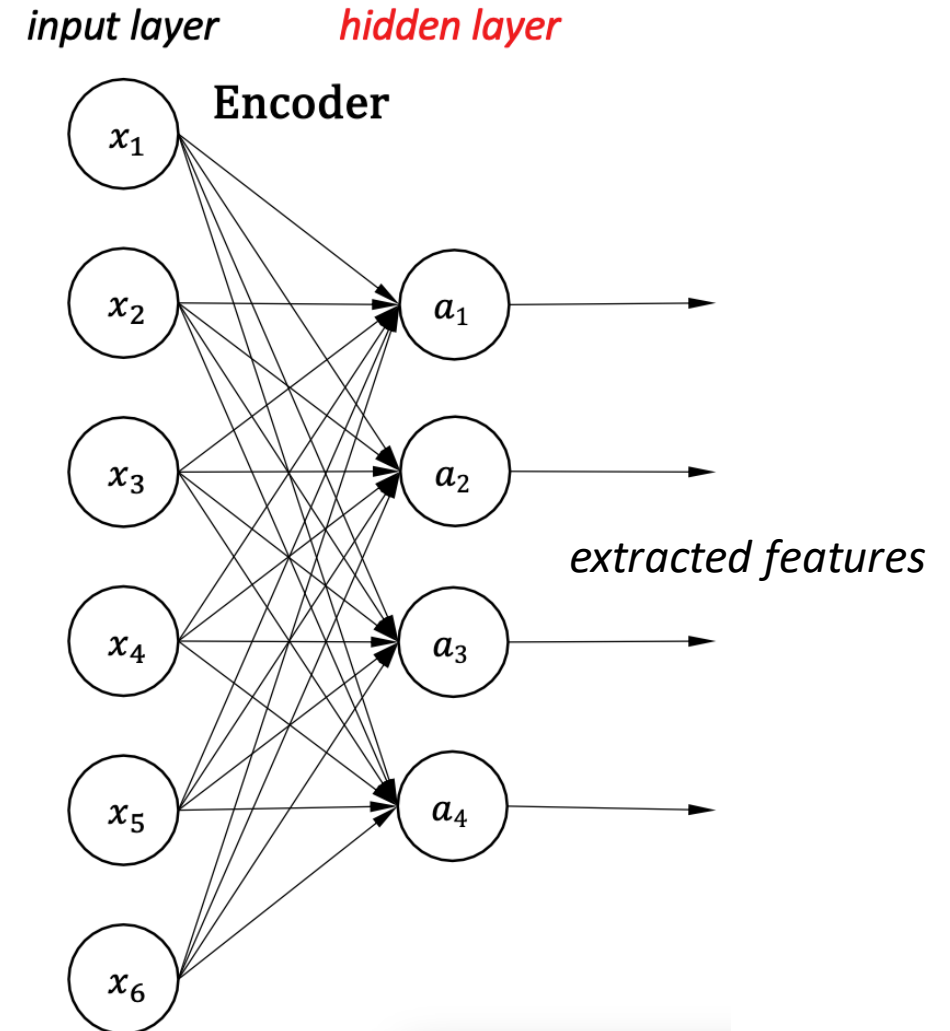 input layer
hidden layer
Encoder
x₁
x₂
a₁
x₃
a₂
extracted features
x₄
a₃
x₅
a₄
x₆